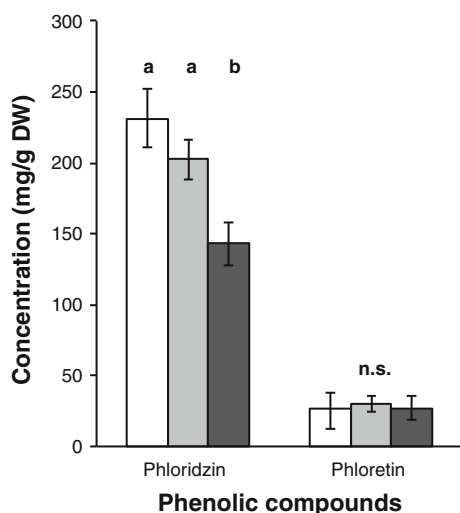 300
a a b
250
200
150
100
n.s.
50
0
Concentration (mg/g DW)
Phloridzin Phloretin
Phenolic compounds